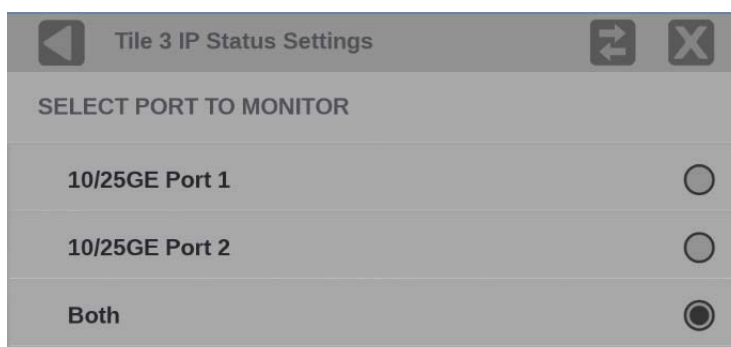 Tile 3 IP Status Settings
SELECT PORT TO MONITOR
10/25GE Port 1
10/25GE Port 2
Both